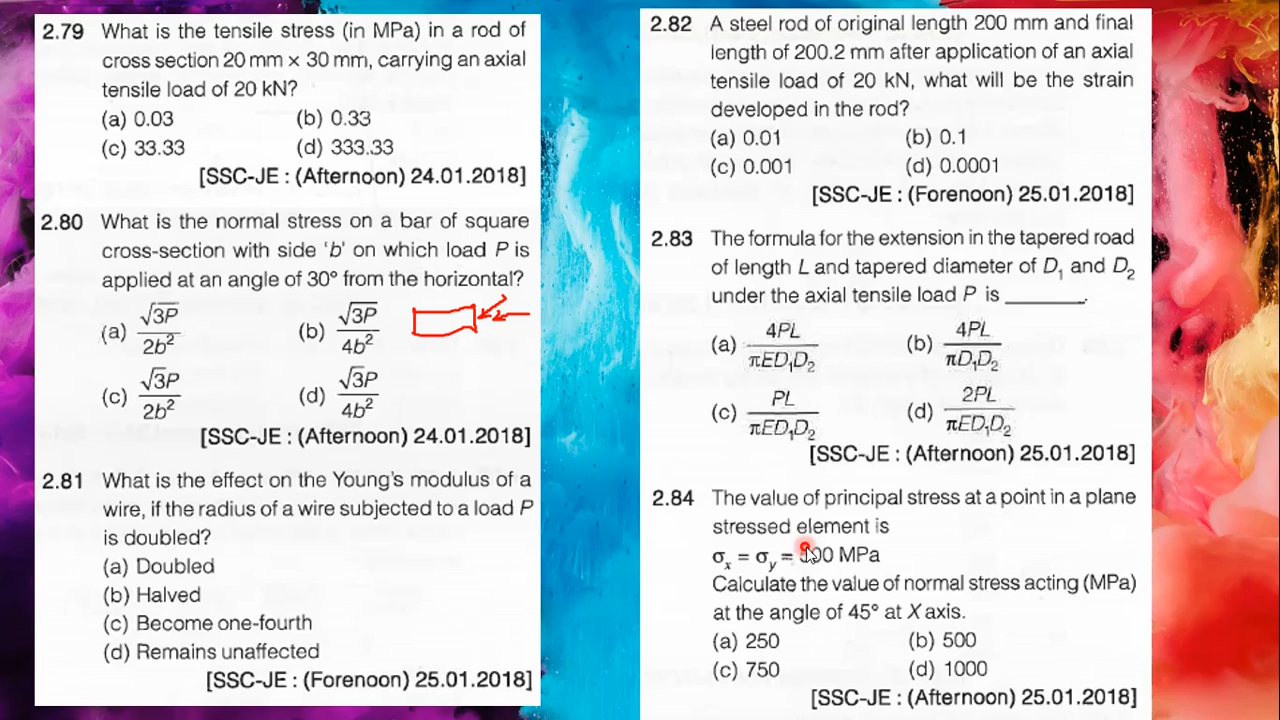 2.79 What is the tensile stress (in MPa) in a rod of
cross section 20 mm × 30 mm, carrying an axial
tensile load of 20 kN?
(a) 0.03 (b) 0.33
(c) 33.33 (d) 333.33
[SSC-JE : (Afternoon) 24.01.2018]
2.80 What is the normal stress on a bar of square
cross-section with side 'b' on which load P is
applied at an angle of 30° from the horizontal?
(a) √3P/2b² (b) √3P/4b²
(c) √3P/2b² (d) √3P/4b²
[SSC-JE : (Afternoon) 24.01.2018]
2.81 What is the effect on the Young's modulus of a
wire, if the radius of a wire subjected to a load P
is doubled?
(a) Doubled
(b) Halved
(c) Become one-fourth
(d) Remains unaffected
[SSC-JE : (Forenoon) 25.01.2018]
2.82 A steel rod of original length 200 mm and final
length of 200.2 mm after application of an axial
tensile load of 20 kN, what will be the strain
developed in the rod?
(a) 0.01 (b) 0.1
(c) 0.001 (d) 0.0001
[SSC-JE : (Forenoon) 25.01.2018]
2.83 The formula for the extension in the tapered road
of length L and tapered diameter of D₁ and D₂
under the axial tensile load P is ________.
(a) 4PL/πED₁D₂ (b) 4PL/πD₁D₂
(c) PL/πED₁D₂ (d) 2PL/πED₁D₂
[SSC-JE : (Afternoon) 25.01.2018]
2.84 The value of principal stress at a point in a plane
stressed element is
σₓ = σᵧ = MPa
Calculate the value of normal stress acting (MPa)
at the angle of 45° at X axis.
(a) 250 (b) 500
(c) 750 (d) 1000
[SSC-JE : (Afternoon) 25.01.2018]